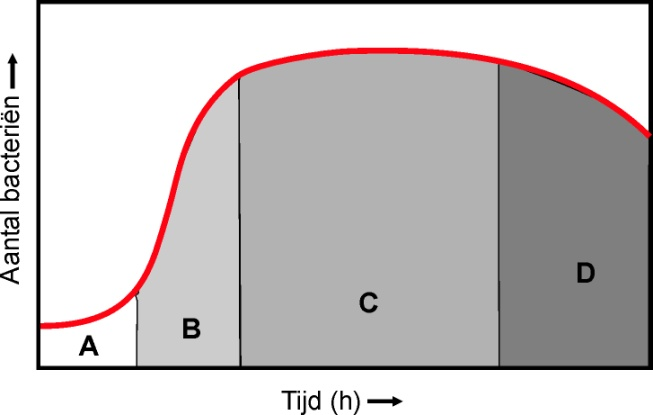 Aantal bacteriën →
A
B
C
D
Tijd (h) →